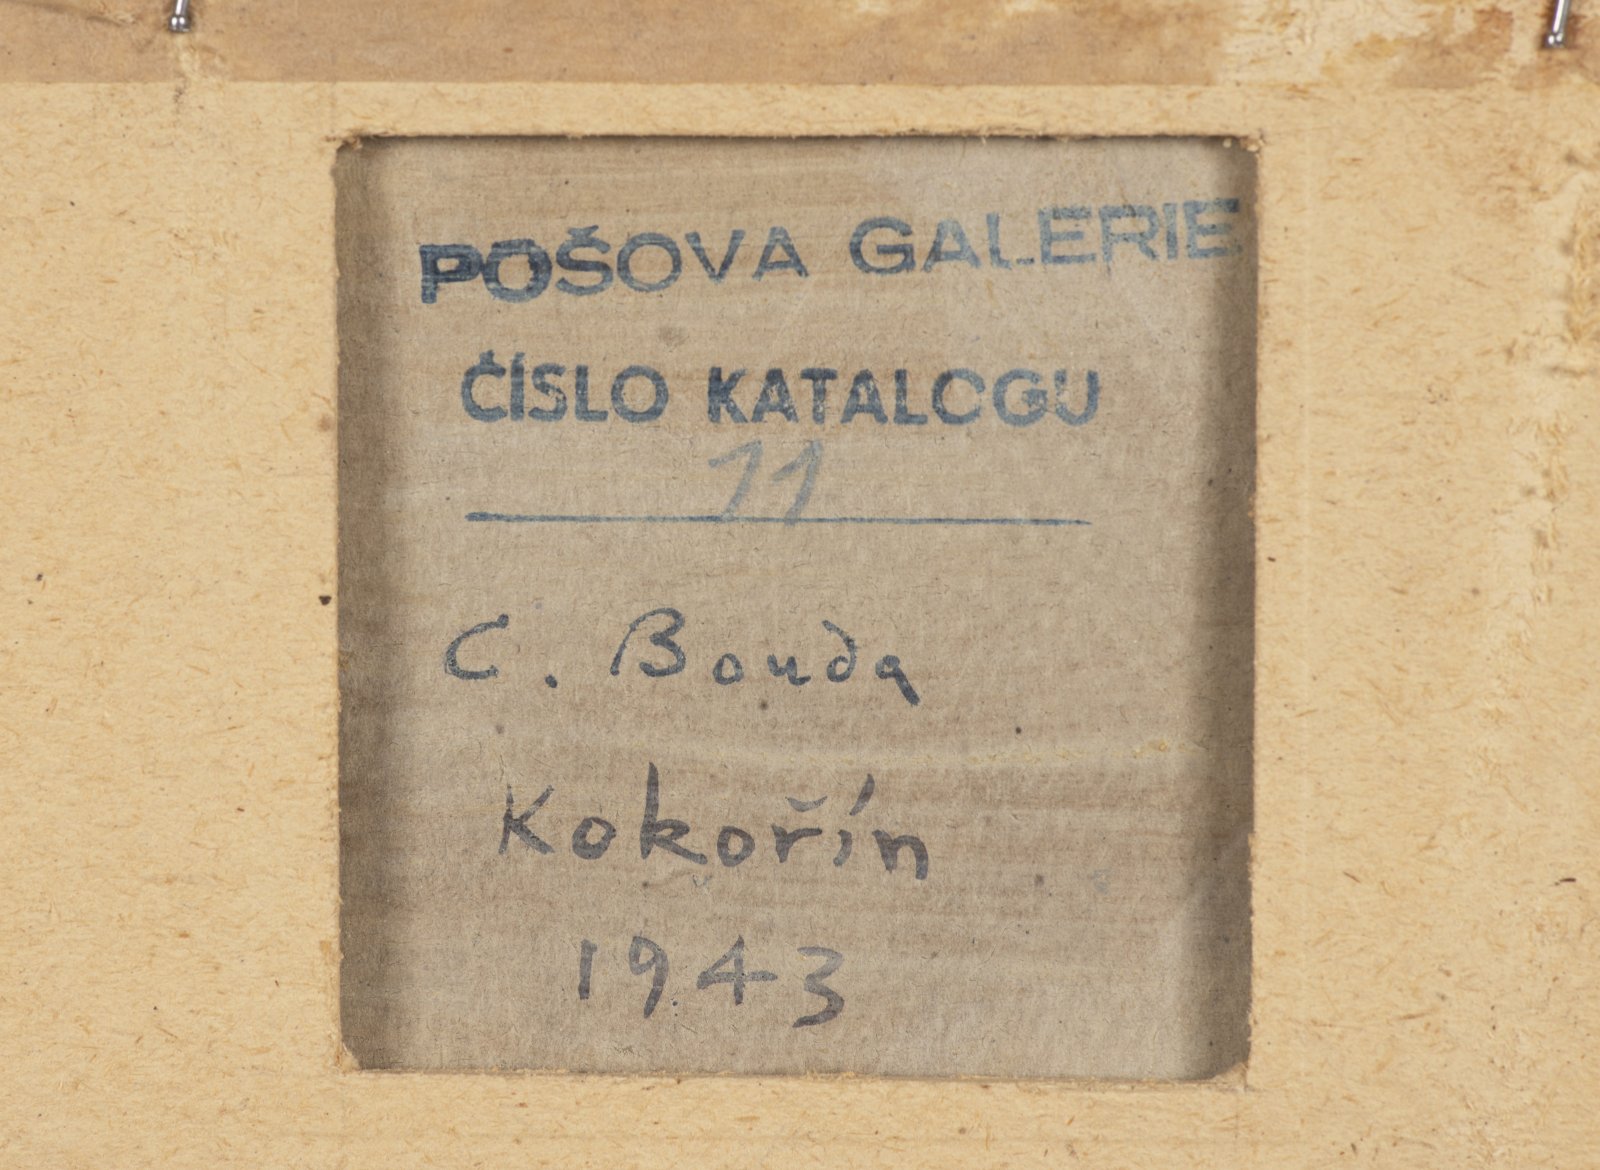 POŠOVA GALERIE
ČÍSLO KATALOGU
11
C. Bouda
Kokořín
1943